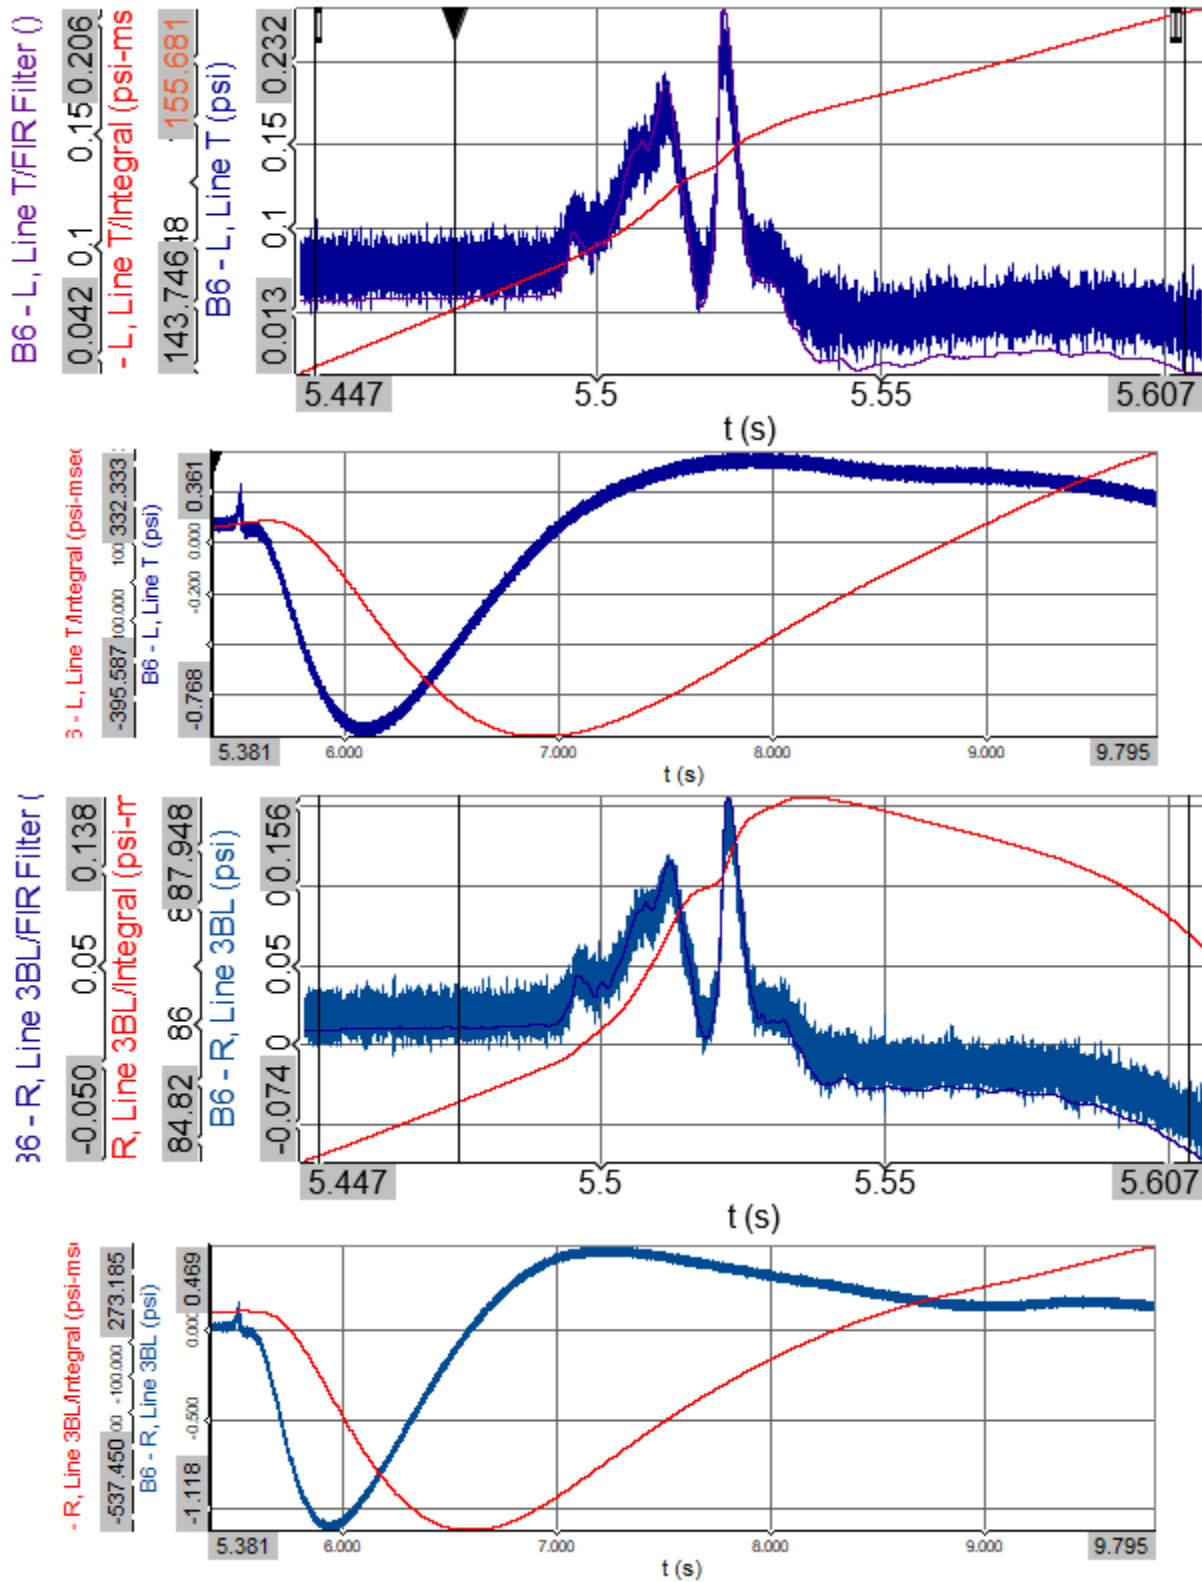 B6 - L, Line T/FIR Filter ()
0.042 0.1 0.15 0.206
- L, Line T/Integral (psi-ms
143.746 48 155.681
B6 - L, Line T (psi)
0.013 0.1 0.15 0.232
5.447 5.5 5.55 5.607
t (s)
3 - L, Line T/Integral (psi-msec
-395.587 100.000 100 332.333
B6 - L, Line T (psi)
-0.768 -0.200 0.000 0.361
5.381 6.000 7.000 8.000 9.000 9.795
t (s)
36 - R, Line 3BL/FIR Filter (
-0.050 0.05 0.138
R, Line 3BL/Integral (psi-m
84.82 86 87.948
B6 - R, Line 3BL (psi)
-0.074 0 0.05 0.156
5.447 5.5 5.55 5.607
t (s)
- R, Line 3BL/Integral (psi-ms
-537.450 00 -100.000 273.185
B6 - R, Line 3BL (psi)
-1.118 -0.500 0.000 0.469
5.381 6.000 7.000 8.000 9.000 9.795
t (s)